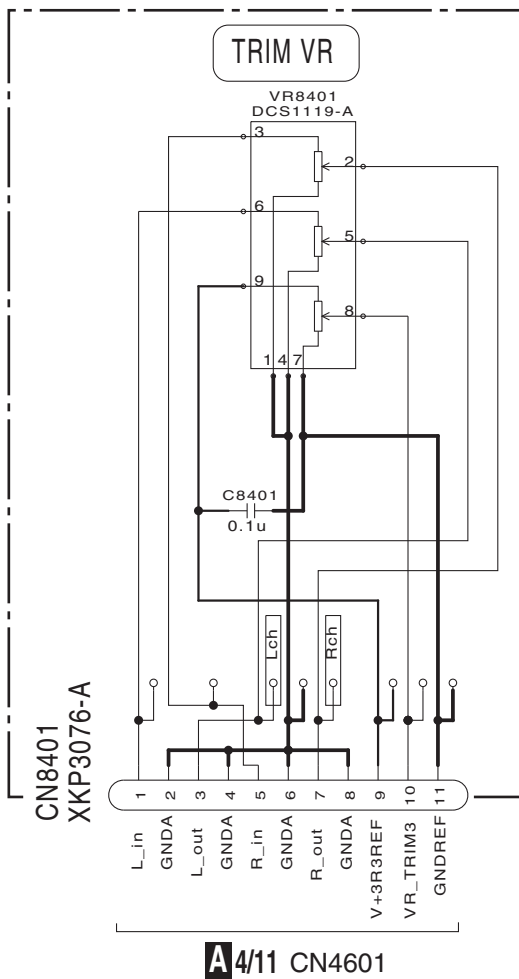 TRIM VR
VR8401
DCS1119-A
3
2
6
5
9
8
1 4 7
C8401
0.1u
Lch
Rch
CN8401
XKP3076-A
1 2 3 4 5 6 7 8 9 10 11
L_in
GNDA
L_out
GNDA
R_in
GNDA
R_out
GNDA
V+3R3REF
VR_TRIM3
GNDREF
A 4/11 CN4601